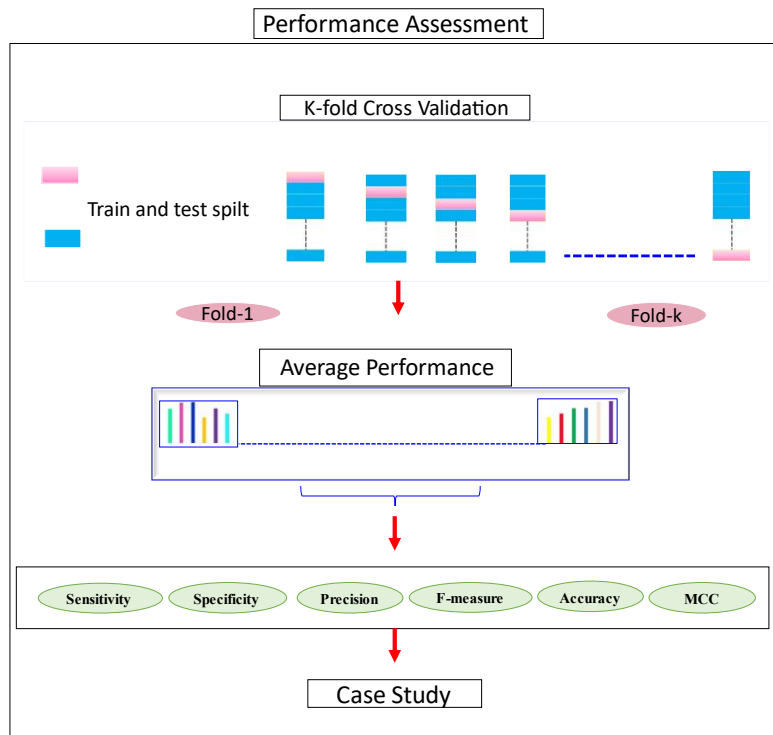 Performance Assessment
K-fold Cross Validation
Train and test spilt
Fold-1
Fold-k
Average Performance
Sensitivity
Specificity
Precision
F-measure
Accuracy
MCC
Case Study